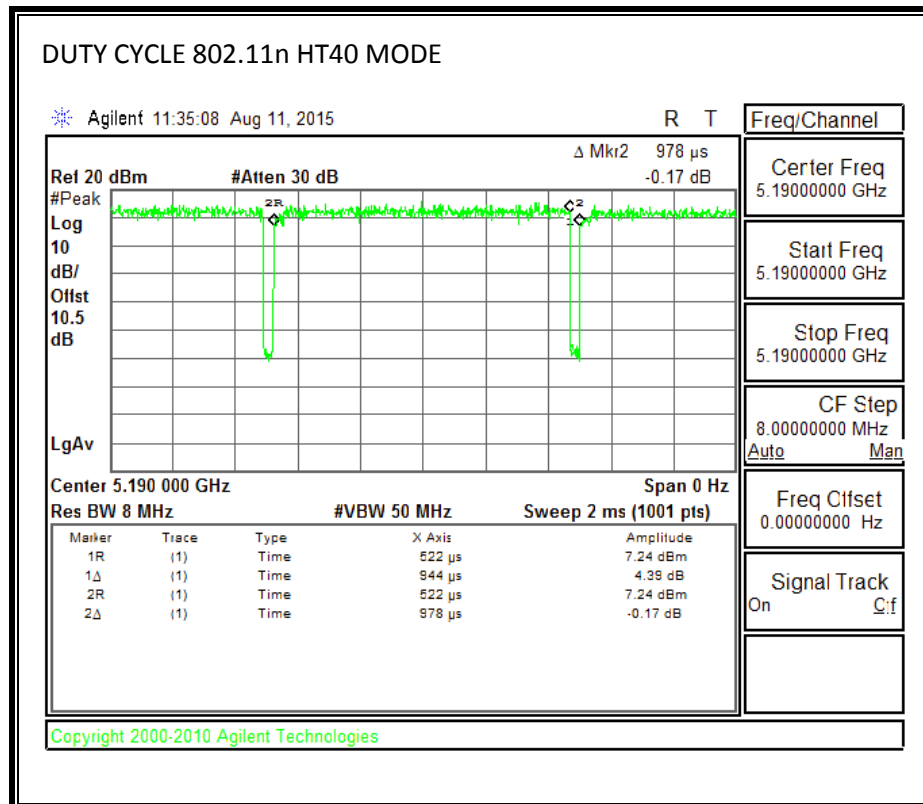 DUTY CYCLE 802.11n HT40 MODE
Agilent 11:35:08 Aug 11, 2015 R T
Δ Mkr2 978 µs
Ref 20 dBm #Atten 30 dB -0.17 dB
#Peak
Log
10
dB/
Offst
10.5
dB
LgAv
2R
2
1
Center 5.190 000 GHz Span 0 Hz
Res BW 8 MHz #VBW 50 MHz Sweep 2 ms (1001 pts)
Marker Trace Type X Axis Amplitude
1R (1) Time 522 µs 7.24 dBm
1Δ (1) Time 944 µs 4.39 dB
2R (1) Time 522 µs 7.24 dBm
2Δ (1) Time 978 µs -0.17 dB
Copyright 2000-2010 Agilent Technologies
Freq/Channel
Center Freq
5.19000000 GHz
Start Freq
5.19000000 GHz
Stop Freq
5.19000000 GHz
CF Step
8.00000000 MHz
Auto Man
Freq Offset
0.00000000 Hz
Signal Track
On Off